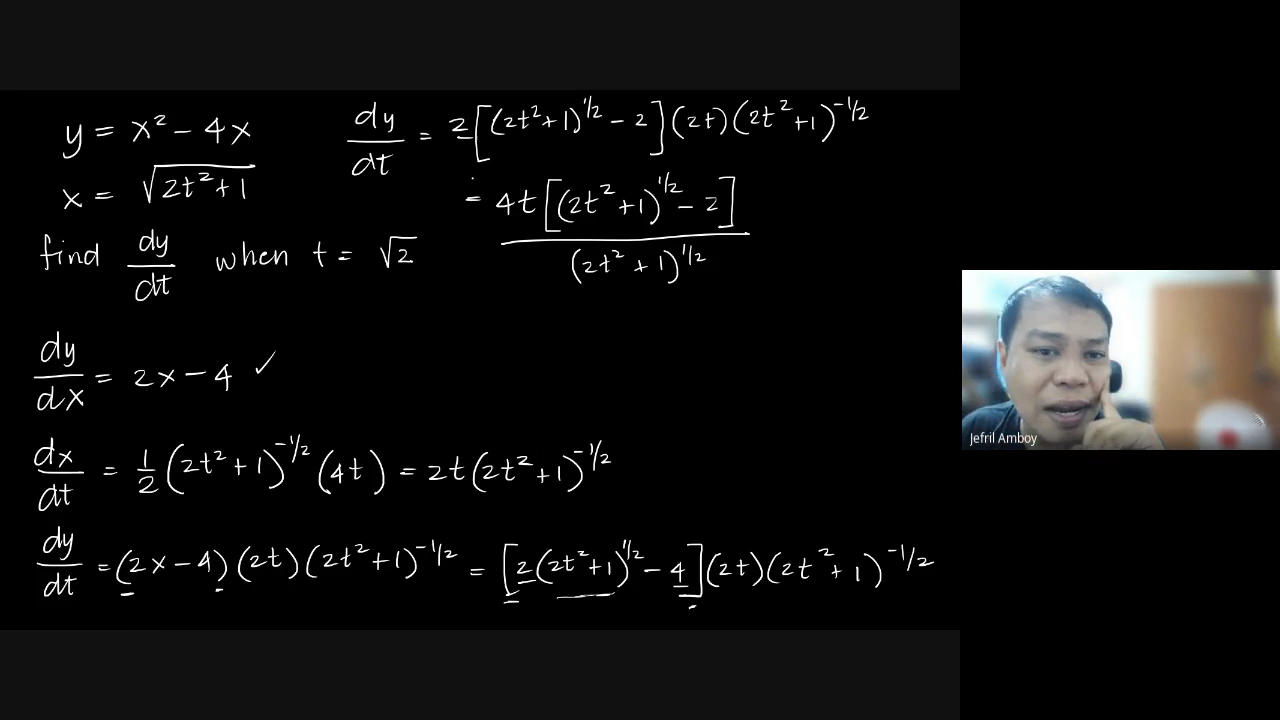 y = x² - 4x
x = √(2t² + 1)
find dy/dt when t = √2
dy/dt = 2[(2t²+1)^1/2 - 2](2t)(2t²+1)^-1/2
= 4t[(2t²+1)^1/2 - 2] / (2t²+1)^1/2
dy/dx = 2x - 4 ✓
dx/dt = 1/2 (2t²+1)^-1/2 (4t) = 2t(2t²+1)^-1/2
dy/dt = (2x-4)(2t)(2t²+1)^-1/2 = [2(2t²+1)^1/2 - 4](2t)(2t²+1)^-1/2
Jefril Amboy